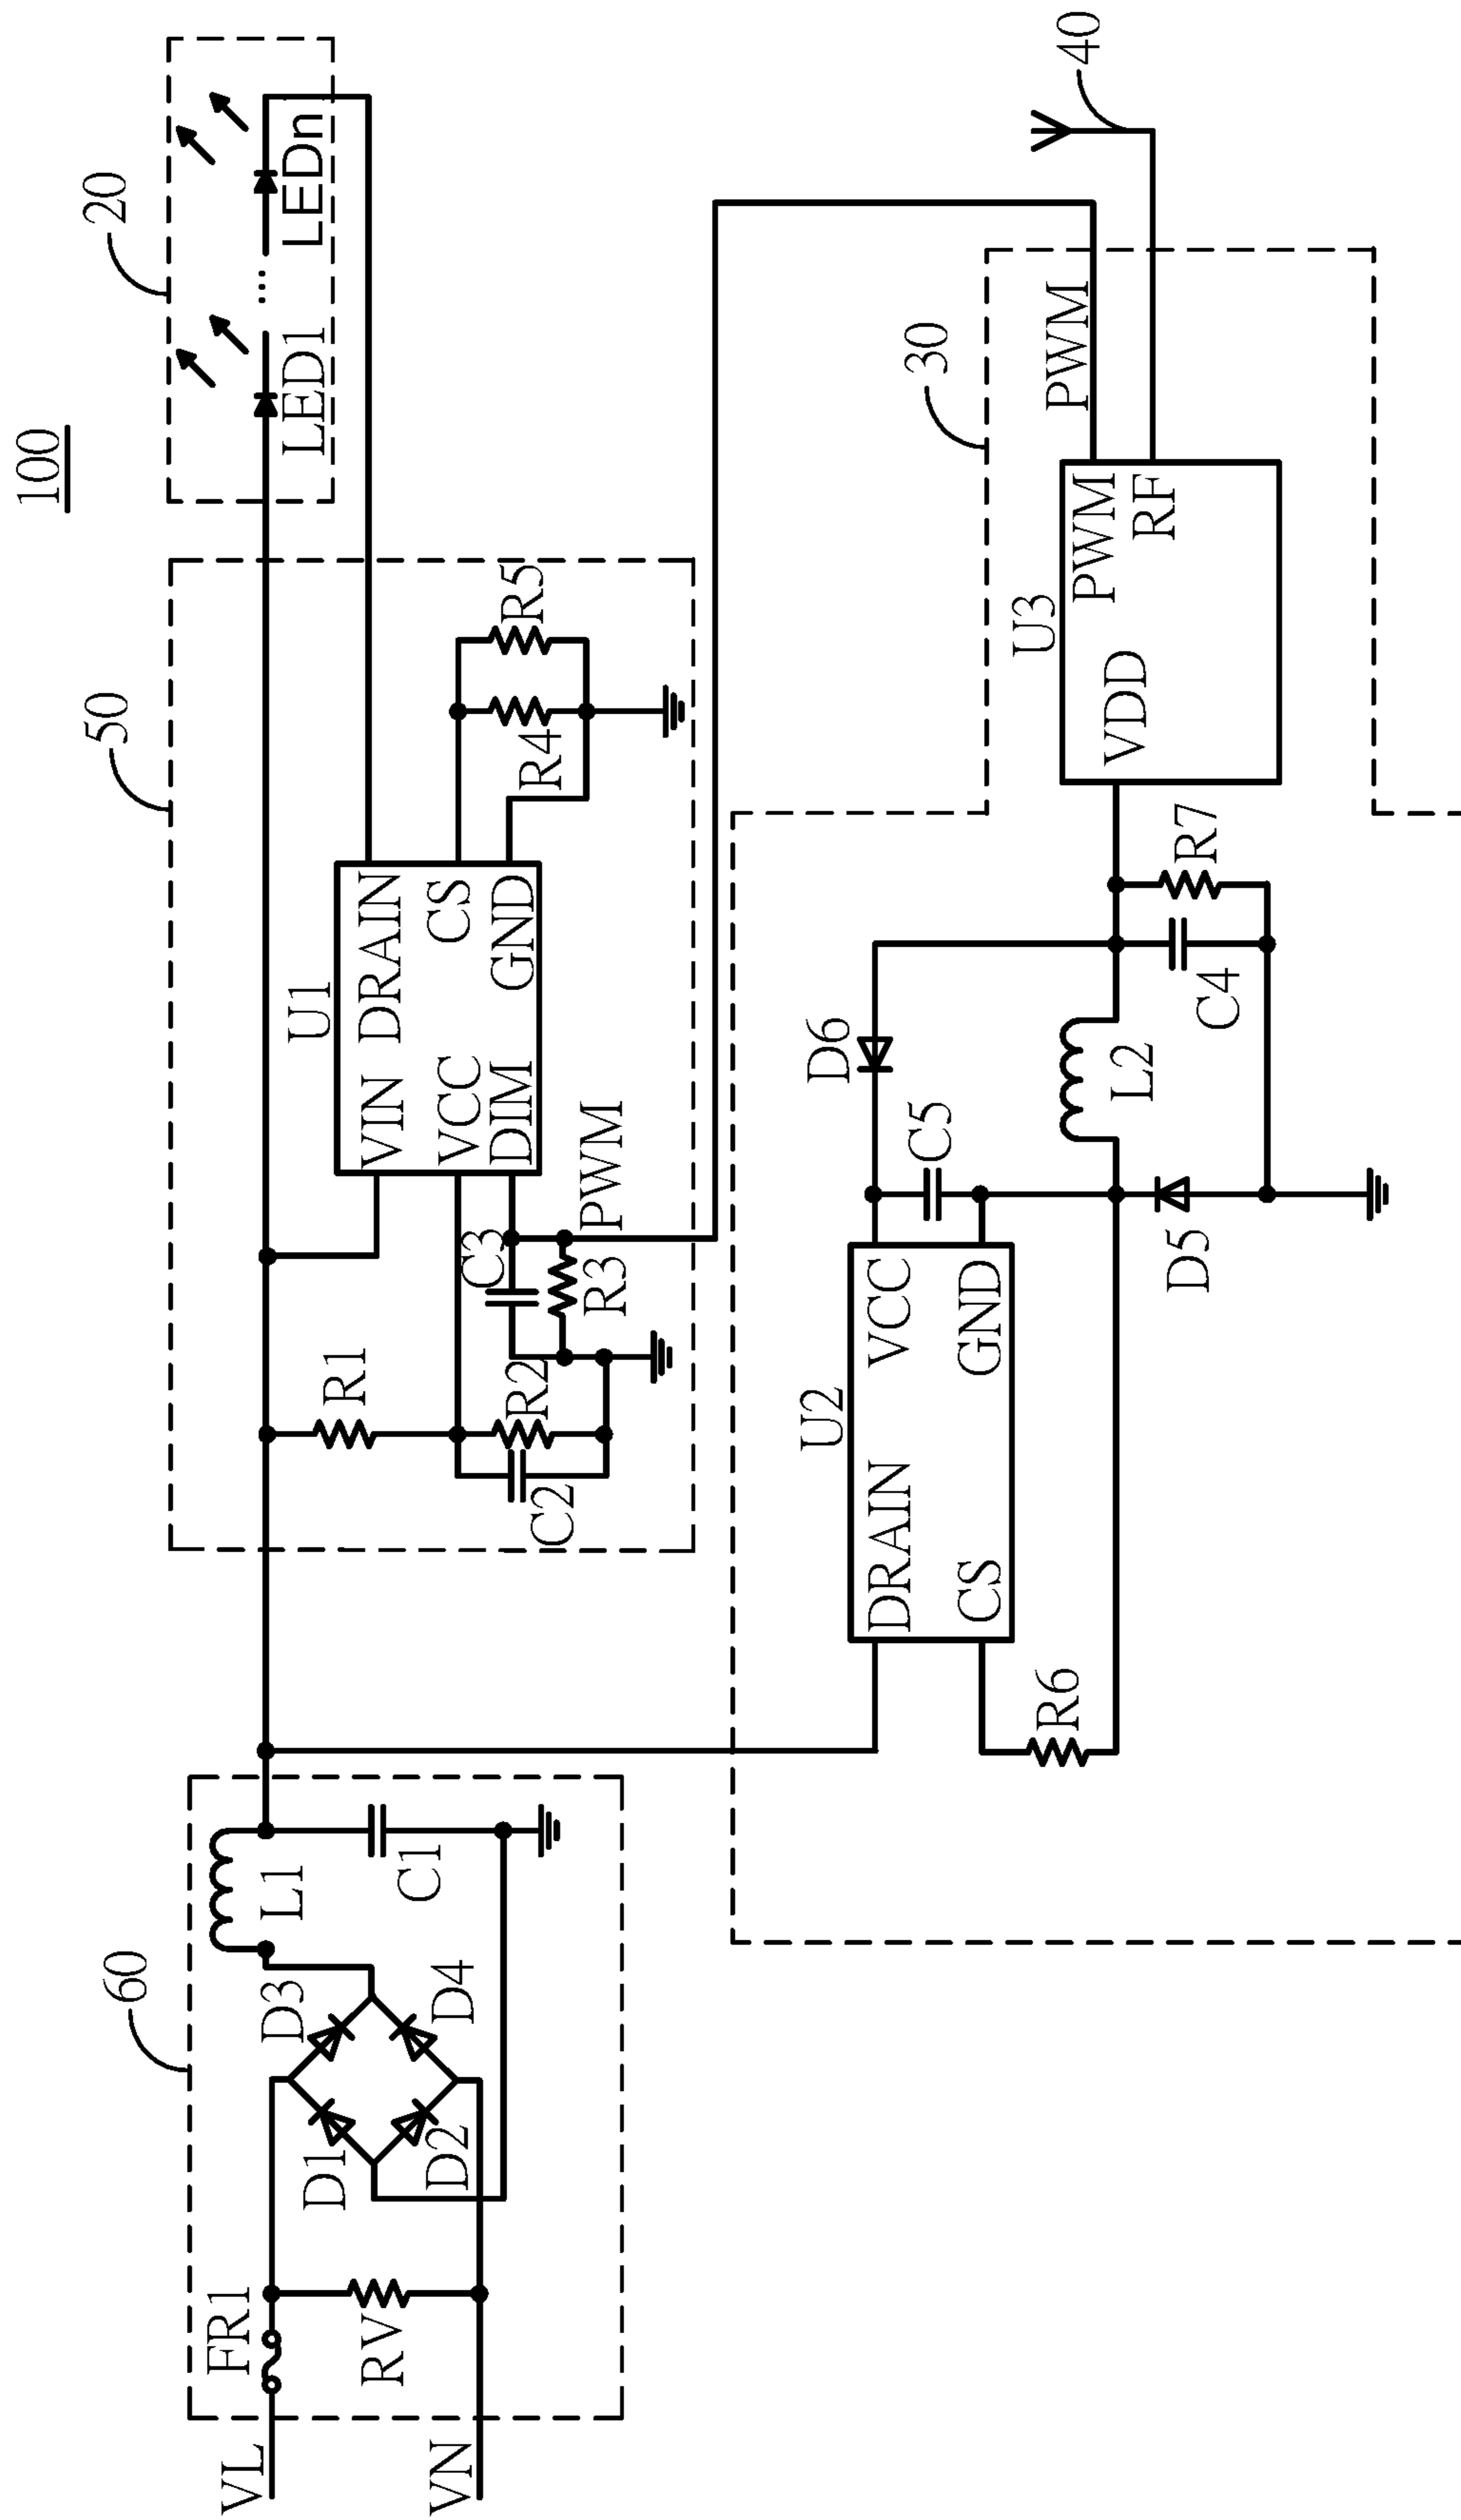 100
60
50
20
VL
VN
FR1
RV
D1
D2
D3
D4
L1
C1
R1
R2
C2
C3
R3
PWM
U1
VIN
DRAIN
VCC
CS
DIM
GND
R4
R5
LED1
...
LEDn
30
40
U2
DRAIN
VCC
CS
GND
R6
C5
D6
D5
L2
C4
R7
U3
VDD
PWM
RF
PWM